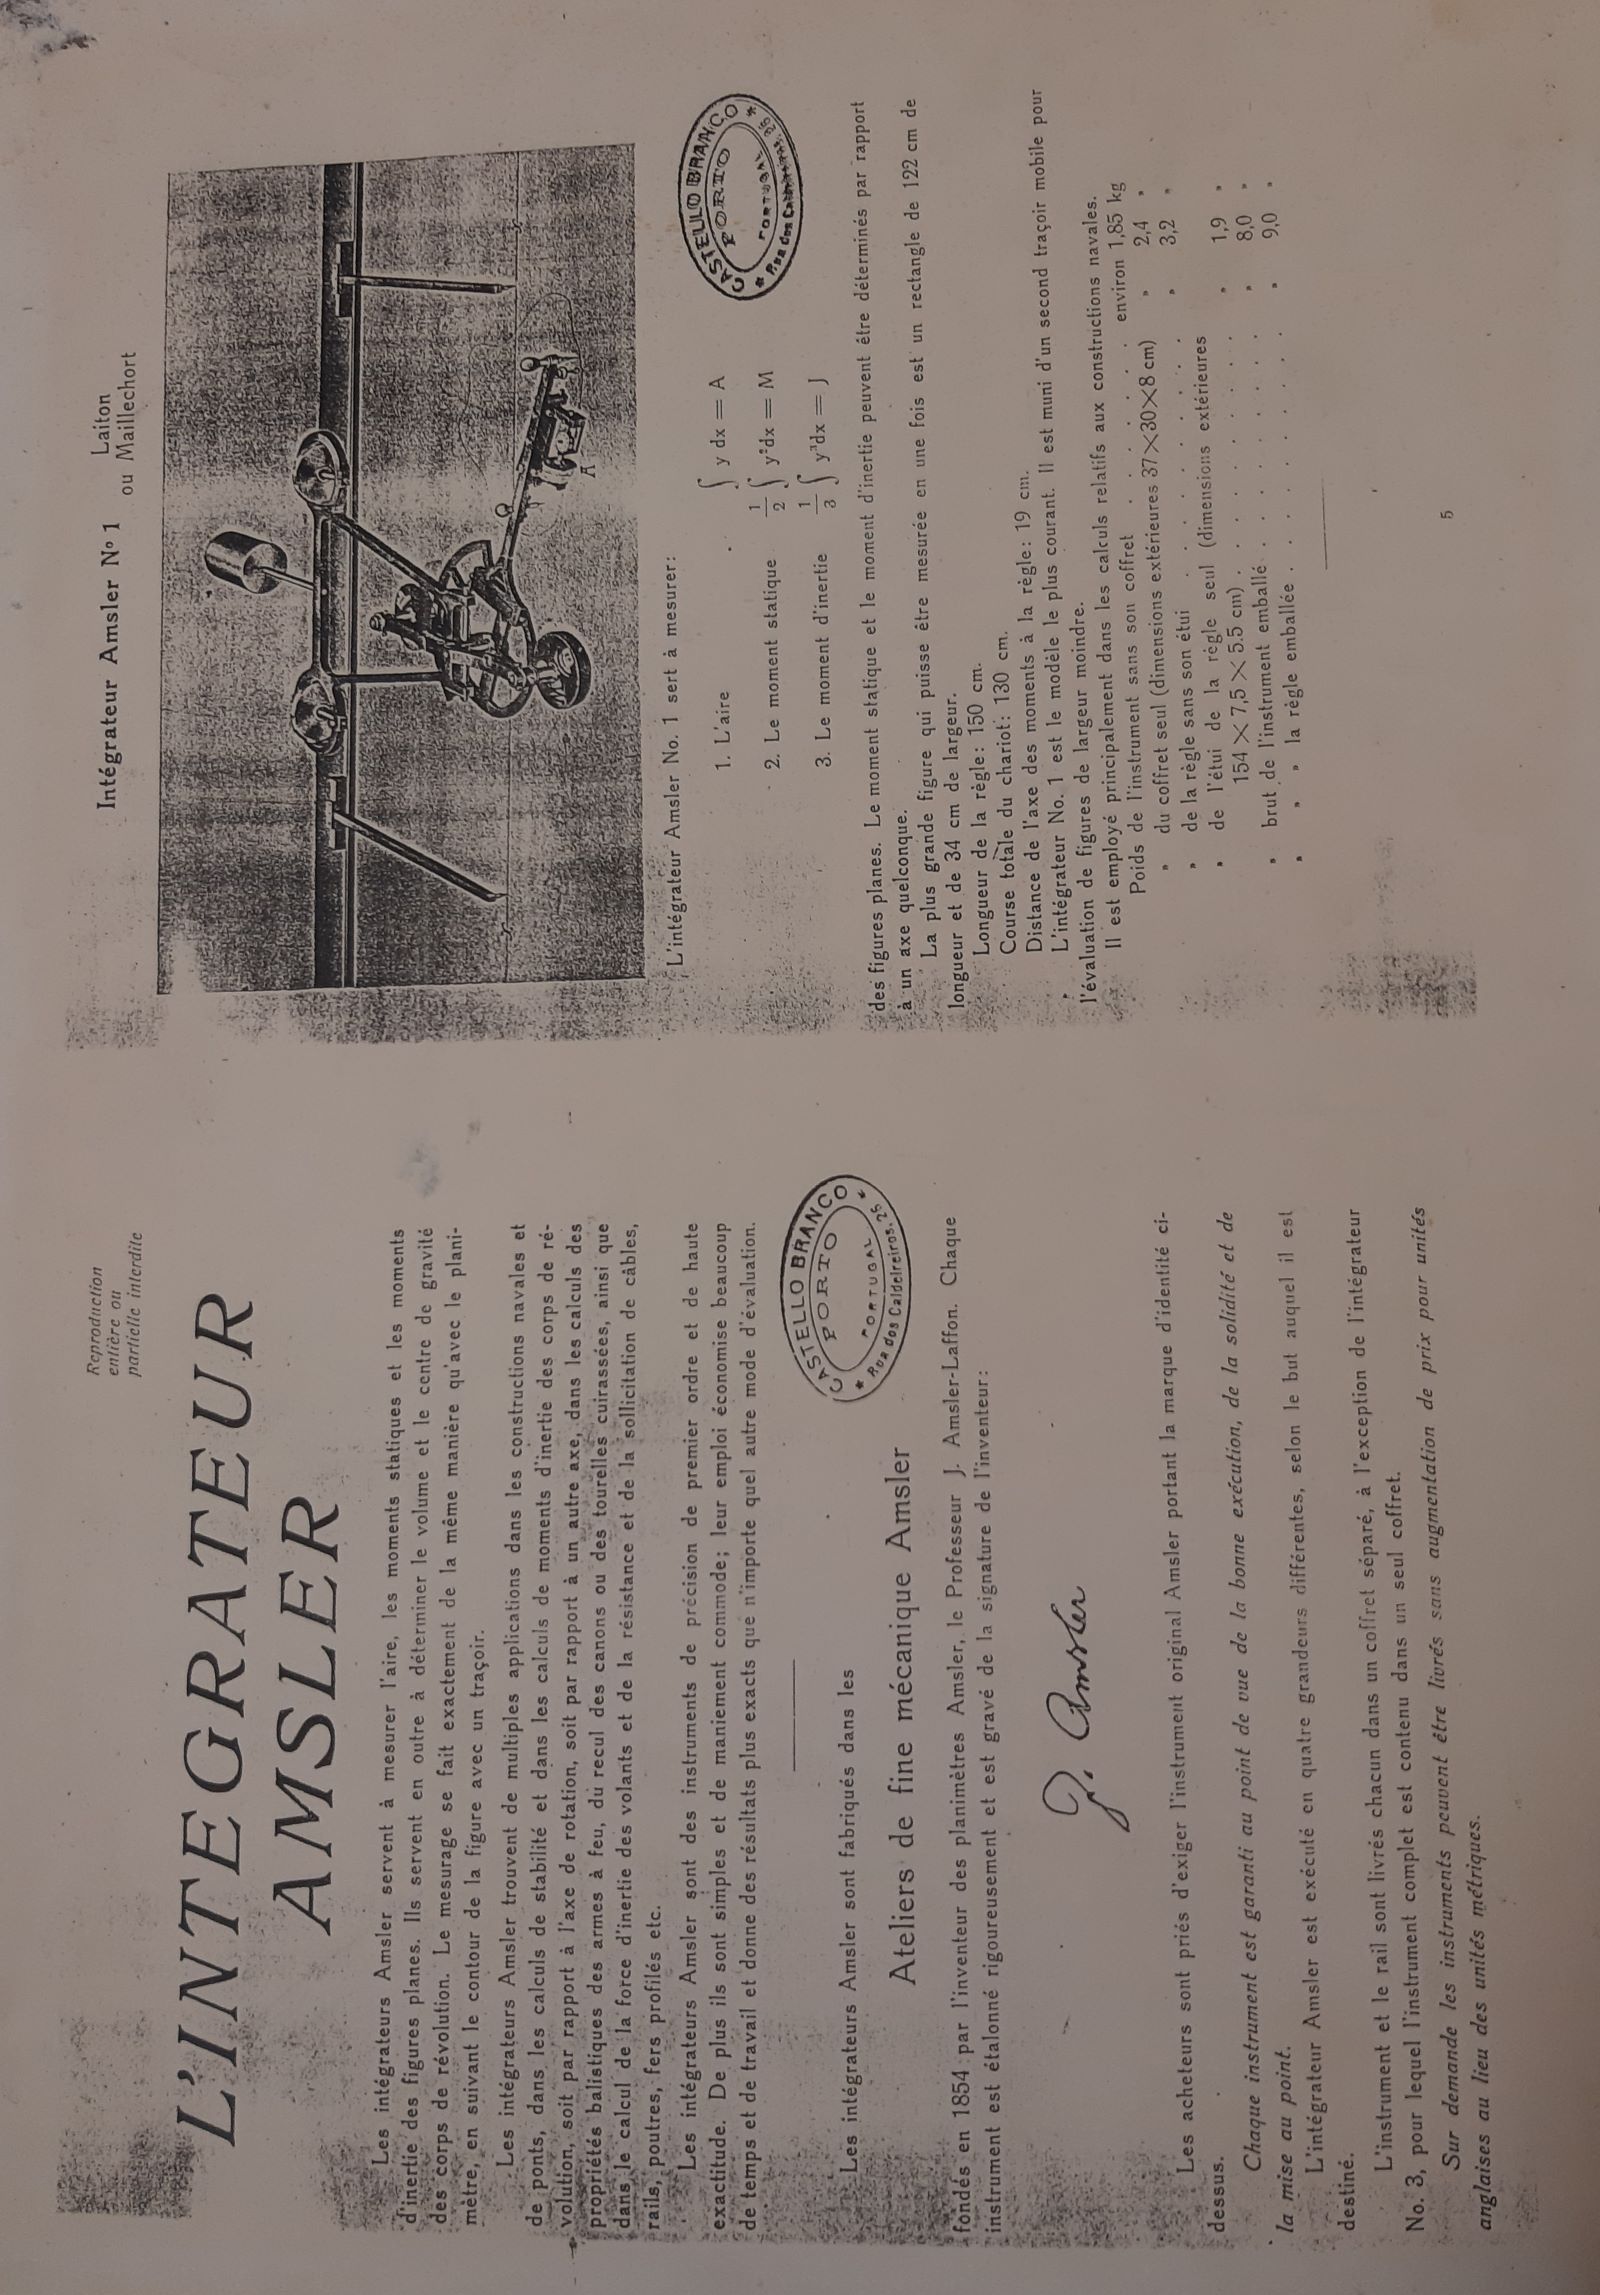 Reproduction
entière ou
partielle interdite
L'INTEGRATEUR
AMSLER
Les intégrateurs Amsler servent à mesurer l'aire, les moments statiques et les moments
d'inertie des figures planes. Ils servent en outre à déterminer le volume et le centre de gravité
des corps de révolution. Le mesurage se fait exactement de la même manière qu'avec le plani-
mètre, en suivant le contour de la figure avec un traçoir.
Les intégrateurs Amsler trouvent de multiples applications dans les constructions navales et
de ponts, dans les calculs de stabilité et dans les calculs de moments d'inertie des corps de ré-
volution, soit par rapport à l'axe de rotation, soit par rapport à un autre axe, dans les calculs des
propriétés balistiques des armes à feu, du recul des canons ou des tourelles cuirassées, ainsi que
dans le calcul de la force d'inertie des volants et de la résistance et de la sollicitation de câbles,
rails, poutres, fers profilés etc.
Les intégrateurs Amsler sont des instruments de précision de premier ordre et de haute
exactitude. De plus ils sont simples et de maniement commode; leur emploi économise beaucoup
de temps et de travail et donne des résultats plus exacts que n'importe quel autre mode d'évaluation.
CASTELLO BRANCO
PORTO
PORTUGAL
* Rua dos Caldeireiros, 25 *
Les intégrateurs Amsler sont fabriqués dans les
Ateliers de fine mécanique Amsler
fondés en 1854 par l'inventeur des planimètres Amsler, le Professeur J. Amsler-Laffon. Chaque
instrument est étalonné rigoureusement et est gravé de la signature de l'inventeur:
J. Amsler
Les acheteurs sont priés d'exiger l'instrument original Amsler portant la marque d'identité ci-
dessus.
Chaque instrument est garanti au point de vue de la bonne exécution, de la solidité et de
la mise au point.
L'intégrateur Amsler est exécuté en quatre grandeurs différentes, selon le but auquel il est
destiné.
L'instrument et le rail sont livrés chacun dans un coffret séparé, à l'exception de l'intégrateur
No. 3, pour lequel l'instrument complet est contenu dans un seul coffret.
Sur demande les instruments peuvent être livrés sans augmentation de prix pour unités
anglaises au lieu des unités métriques.
Intégrateur Amsler No 1 Laiton
ou Maillechort
A
L'intégrateur Amsler No. 1 sert à mesurer:
CASTELLO BRANCO
PORTO
PORTUGAL
* Rua dos
1. L'aire ∫ y dx = A
2. Le moment statique 1/2 ∫ y²dx = M
3. Le moment d'inertie 1/3 ∫ y³dx = J
des figures planes. Le moment statique et le moment d'inertie peuvent être déterminés par rapport
à un axe quelconque.
La plus grande figure qui puisse être mesurée en une fois est un rectangle de 122 cm de
longueur et de 34 cm de largeur.
Longueur de la règle: 150 cm.
Course totale du chariot: 130 cm.
Distance de l'axe des moments à la règle: 19 cm.
L'intégrateur No. 1 est le modèle le plus courant. Il est muni d'un second traçoir mobile pour
l'évaluation de figures de largeur moindre.
Il est employé principalement dans les calculs relatifs aux constructions navales.
Poids de l'instrument sans son coffret . . . . . . environ 1,85 kg
„ du coffret seul (dimensions extérieures 37×30×8 cm) „ 2,4 „
„ de la règle sans son étui . . . . . . „ 3,2 „
„ de l'étui de la règle seul (dimensions extérieures
154 × 7,5 × 5.5 cm) . . . . . . „ 1,9 „
„ brut de l'instrument emballé . . . . . . „ 8,0 „
„ „ „ la règle emballée . . . . . . „ 9,0 „
5